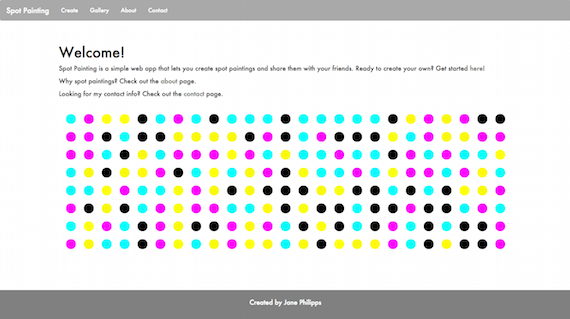 Spot Painting Create Gallery About Contact
Welcome!
Spot Painting is a simple web app that lets you create spot paintings and share them with your friends. Ready to create your own? Get started here!
Why spot paintings? Check out the about page.
Looking for my contact info? Check out the contact page.
Created by Jane Philipps